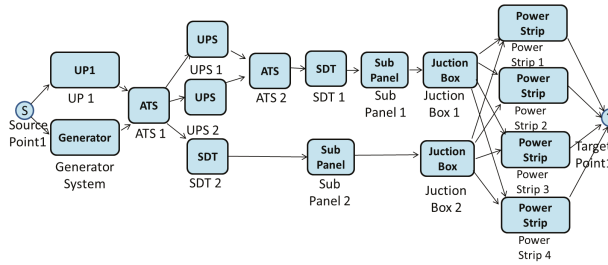 S
Source
Point1
UP1
UP 1
Generator
Generator
System
ATS
ATS 1
UPS
UPS 1
UPS
UPS 2
SDT
SDT 2
ATS
ATS 2
SDT
SDT 1
Sub
Panel
Sub
Panel 1
Sub
Panel
Sub
Panel 2
Juction
Box
Juction
Box 1
Juction
Box
Juction
Box 2
Power
Strip
Power
Strip 1
Power
Strip
Power
Strip 2
Power
Strip
Power
Strip 3
Power
Strip
Power
Strip 4
Target
Point1